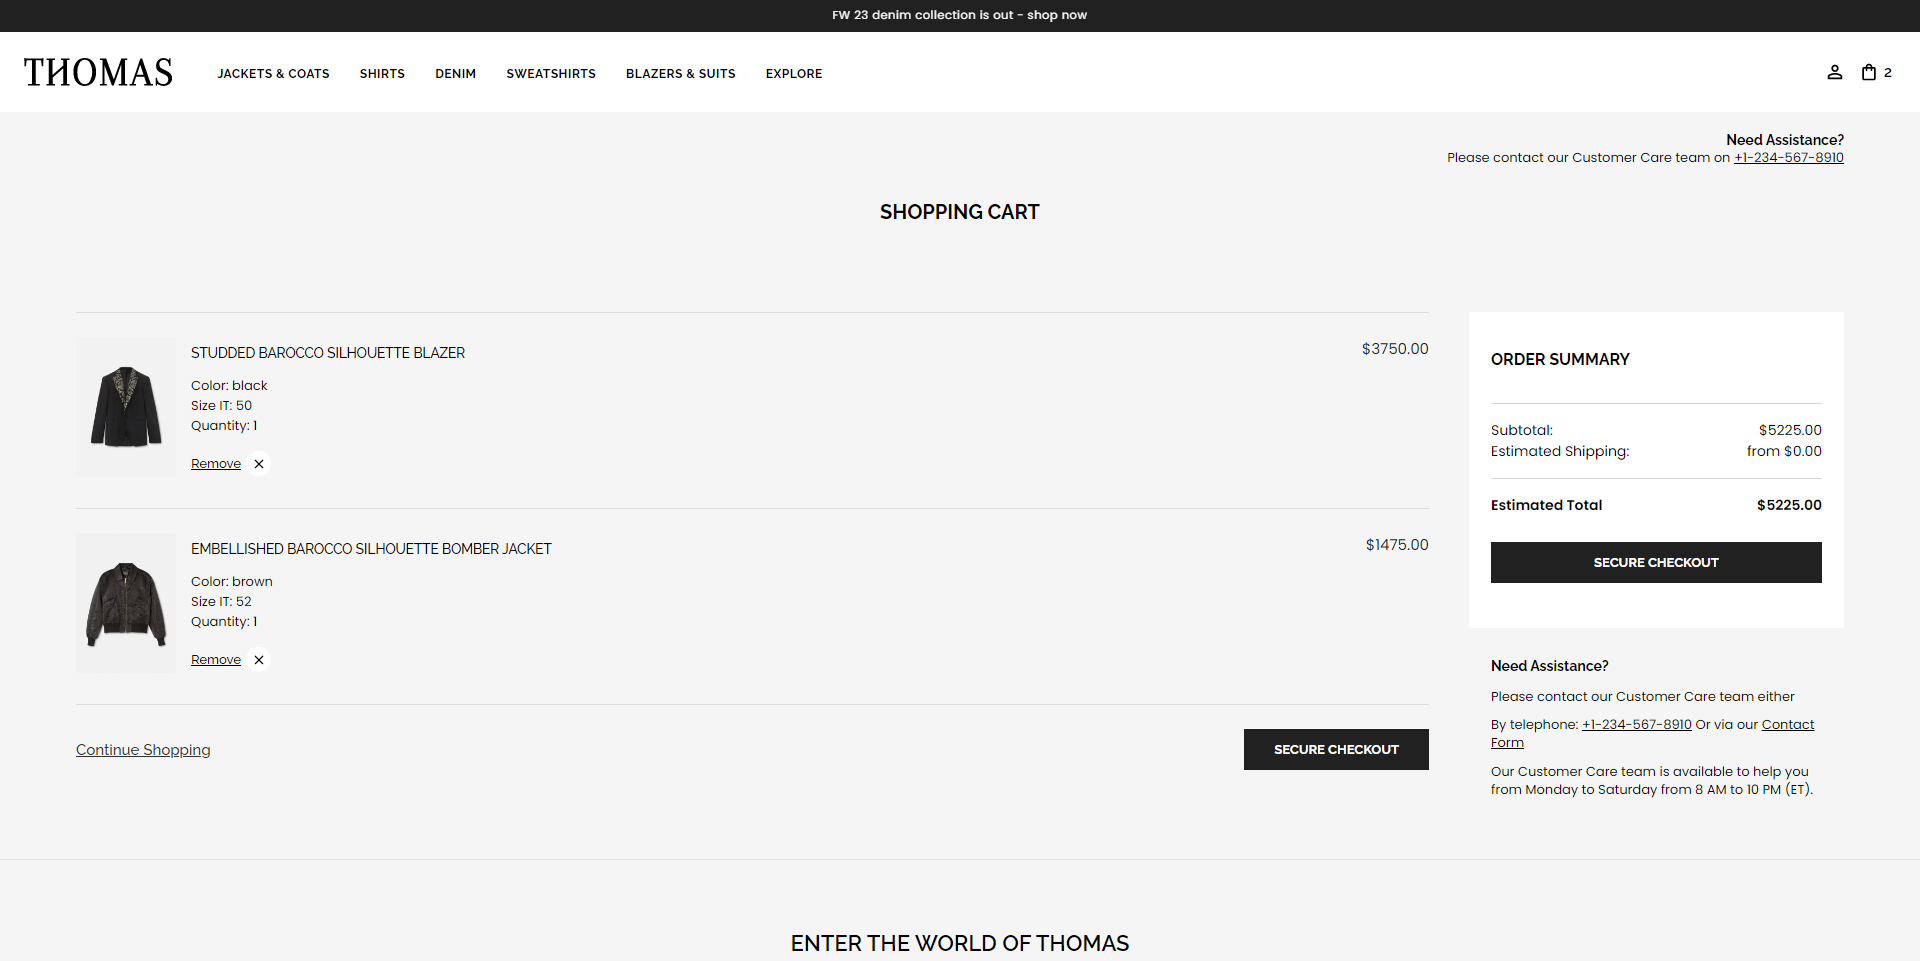 FW 23 denim collection is out - shop now
THOMAS
JACKETS & COATS
SHIRTS
DENIM
SWEATSHIRTS
BLAZERS & SUITS
EXPLORE
2
Need Assistance?
Please contact our Customer Care team on +1-234-567-8910
SHOPPING CART
STUDDED BAROCCO SILHOUETTE BLAZER
$3750.00
Color: black
Size IT: 50
Quantity: 1
Remove
EMBELLISHED BAROCCO SILHOUETTE BOMBER JACKET
$1475.00
Color: brown
Size IT: 52
Quantity: 1
Remove
Continue Shopping
SECURE CHECKOUT
ORDER SUMMARY
Subtotal: $5225.00
Estimated Shipping: from $0.00
Estimated Total $5225.00
SECURE CHECKOUT
Need Assistance?
Please contact our Customer Care team either
By telephone: +1-234-567-8910 Or via our Contact
Form
Our Customer Care team is available to help you
from Monday to Saturday from 8 AM to 10 PM (ET).
ENTER THE WORLD OF THOMAS